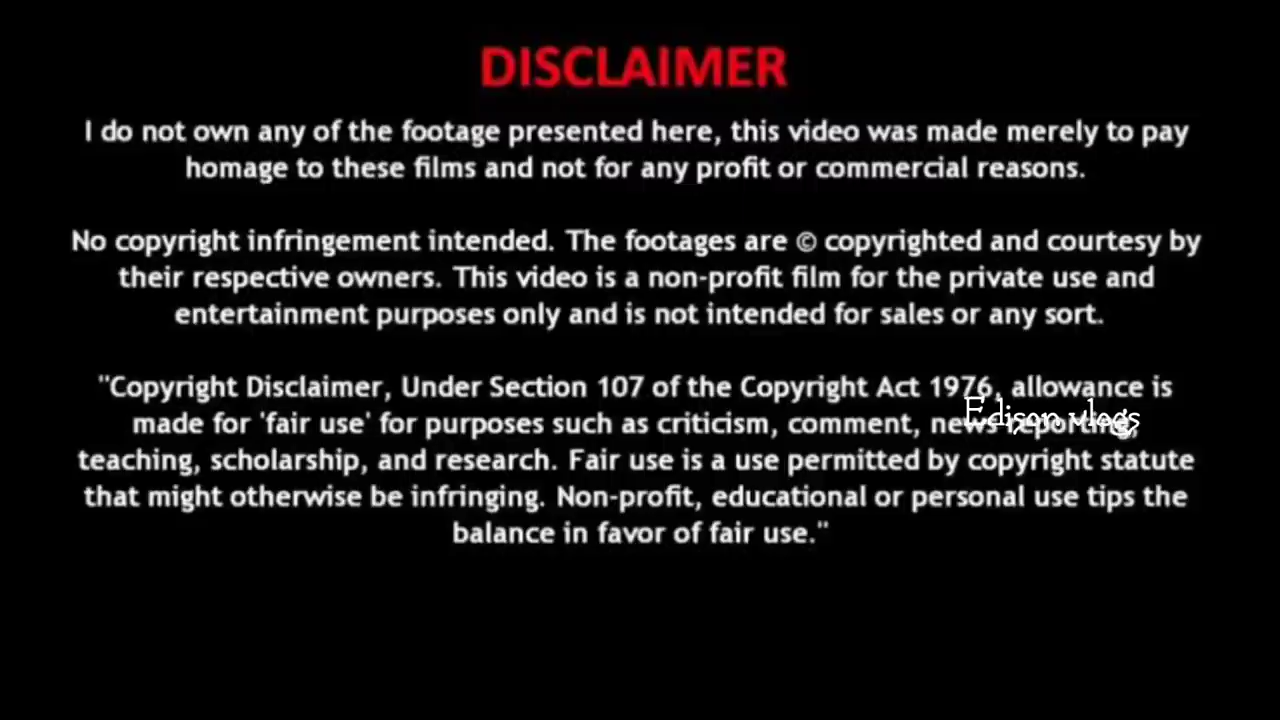 DISCLAIMER
I do not own any of the footage presented here, this video was made merely to pay
homage to these films and not for any profit or commercial reasons.
No copyright infringement intended. The footages are © copyrighted and courtesy by
their respective owners. This video is a non-profit film for the private use and
entertainment purposes only and is not intended for sales or any sort.
"Copyright Disclaimer, Under Section 107 of the Copyright Act 1976, allowance is
made for 'fair use' for purposes such as criticism, comment, news reporting,
Edison vlogs
teaching, scholarship, and research. Fair use is a use permitted by copyright statute
that might otherwise be infringing. Non-profit, educational or personal use tips the
balance in favor of fair use."